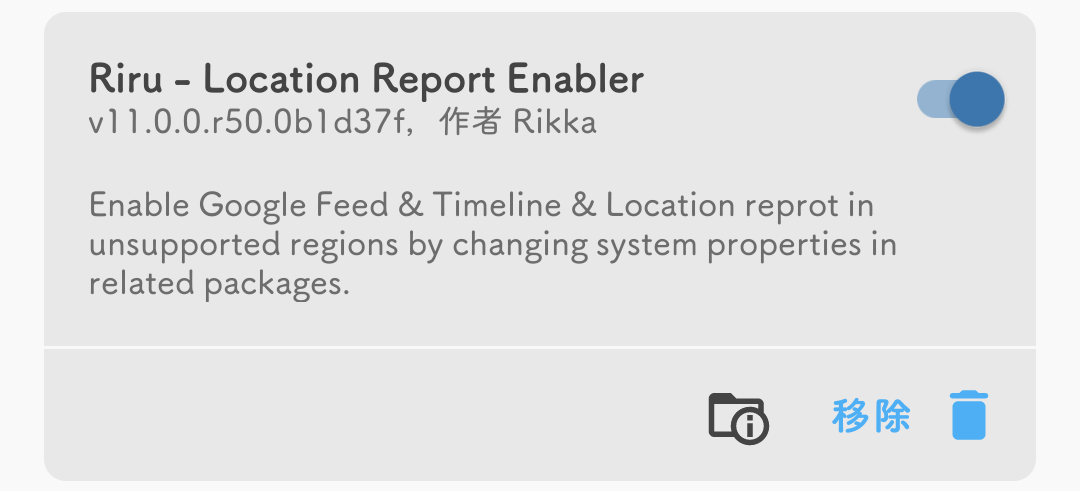 Riru - Location Report Enabler
v11.0.0.r50.0b1d37f, 作者 Rikka
Enable Google Feed & Timeline & Location reprot in
unsupported regions by changing system properties in
related packages.
移除